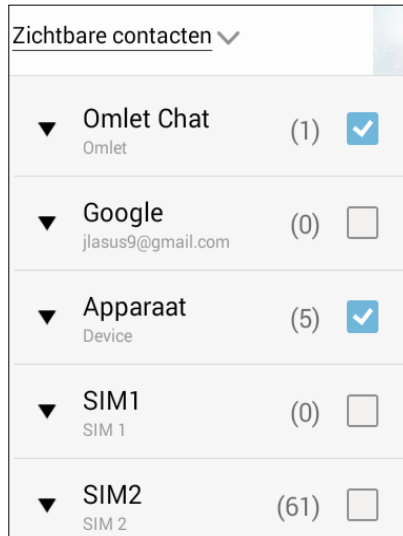 Zichtbare contacten
Omlet Chat (1)
Omlet
Google (0)
jlasus9@gmail.com
Apparaat (5)
Device
SIM1 (0)
SIM 1
SIM2 (61)
SIM 2